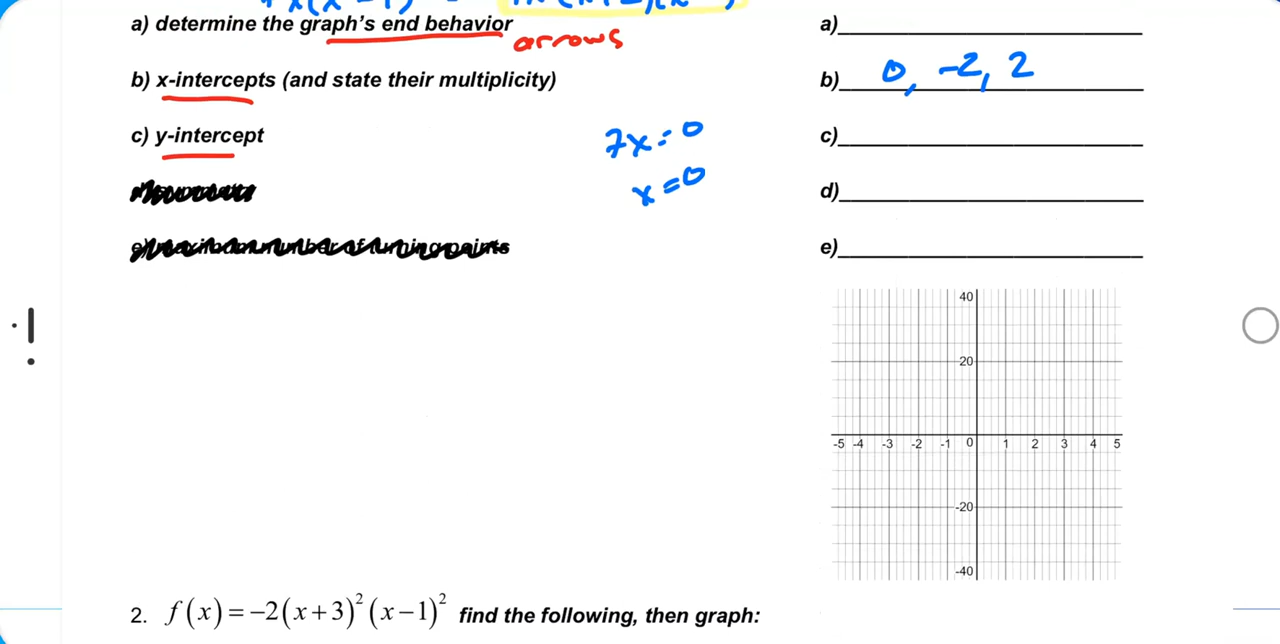 a) determine the graph's end behavior
arrows
a)
b) x-intercepts (and state their multiplicity)
b) 0, -2, 2
c) y-intercept
7x=0
c)
x=0
d)
e)
40
20
-5 -4 -3 -2 -1 0 1 2 3 4 5
-20
-40
2. f(x)=-2(x+3)²(x-1)² find the following, then graph: